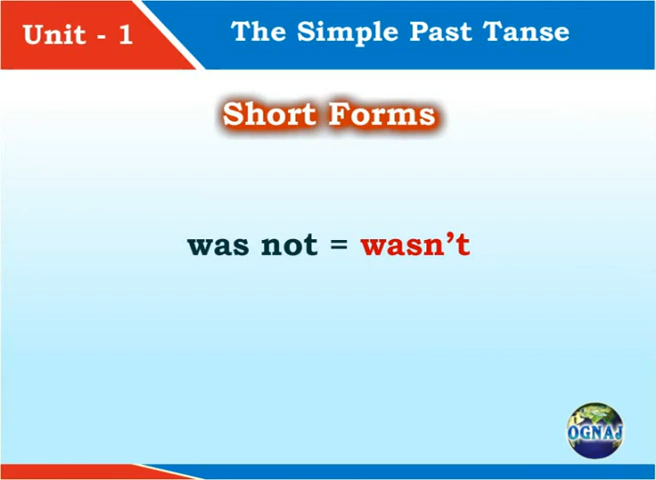 Unit - 1
The Simple Past Tanse
Short Forms
was not = wasn’t
OGNAJ